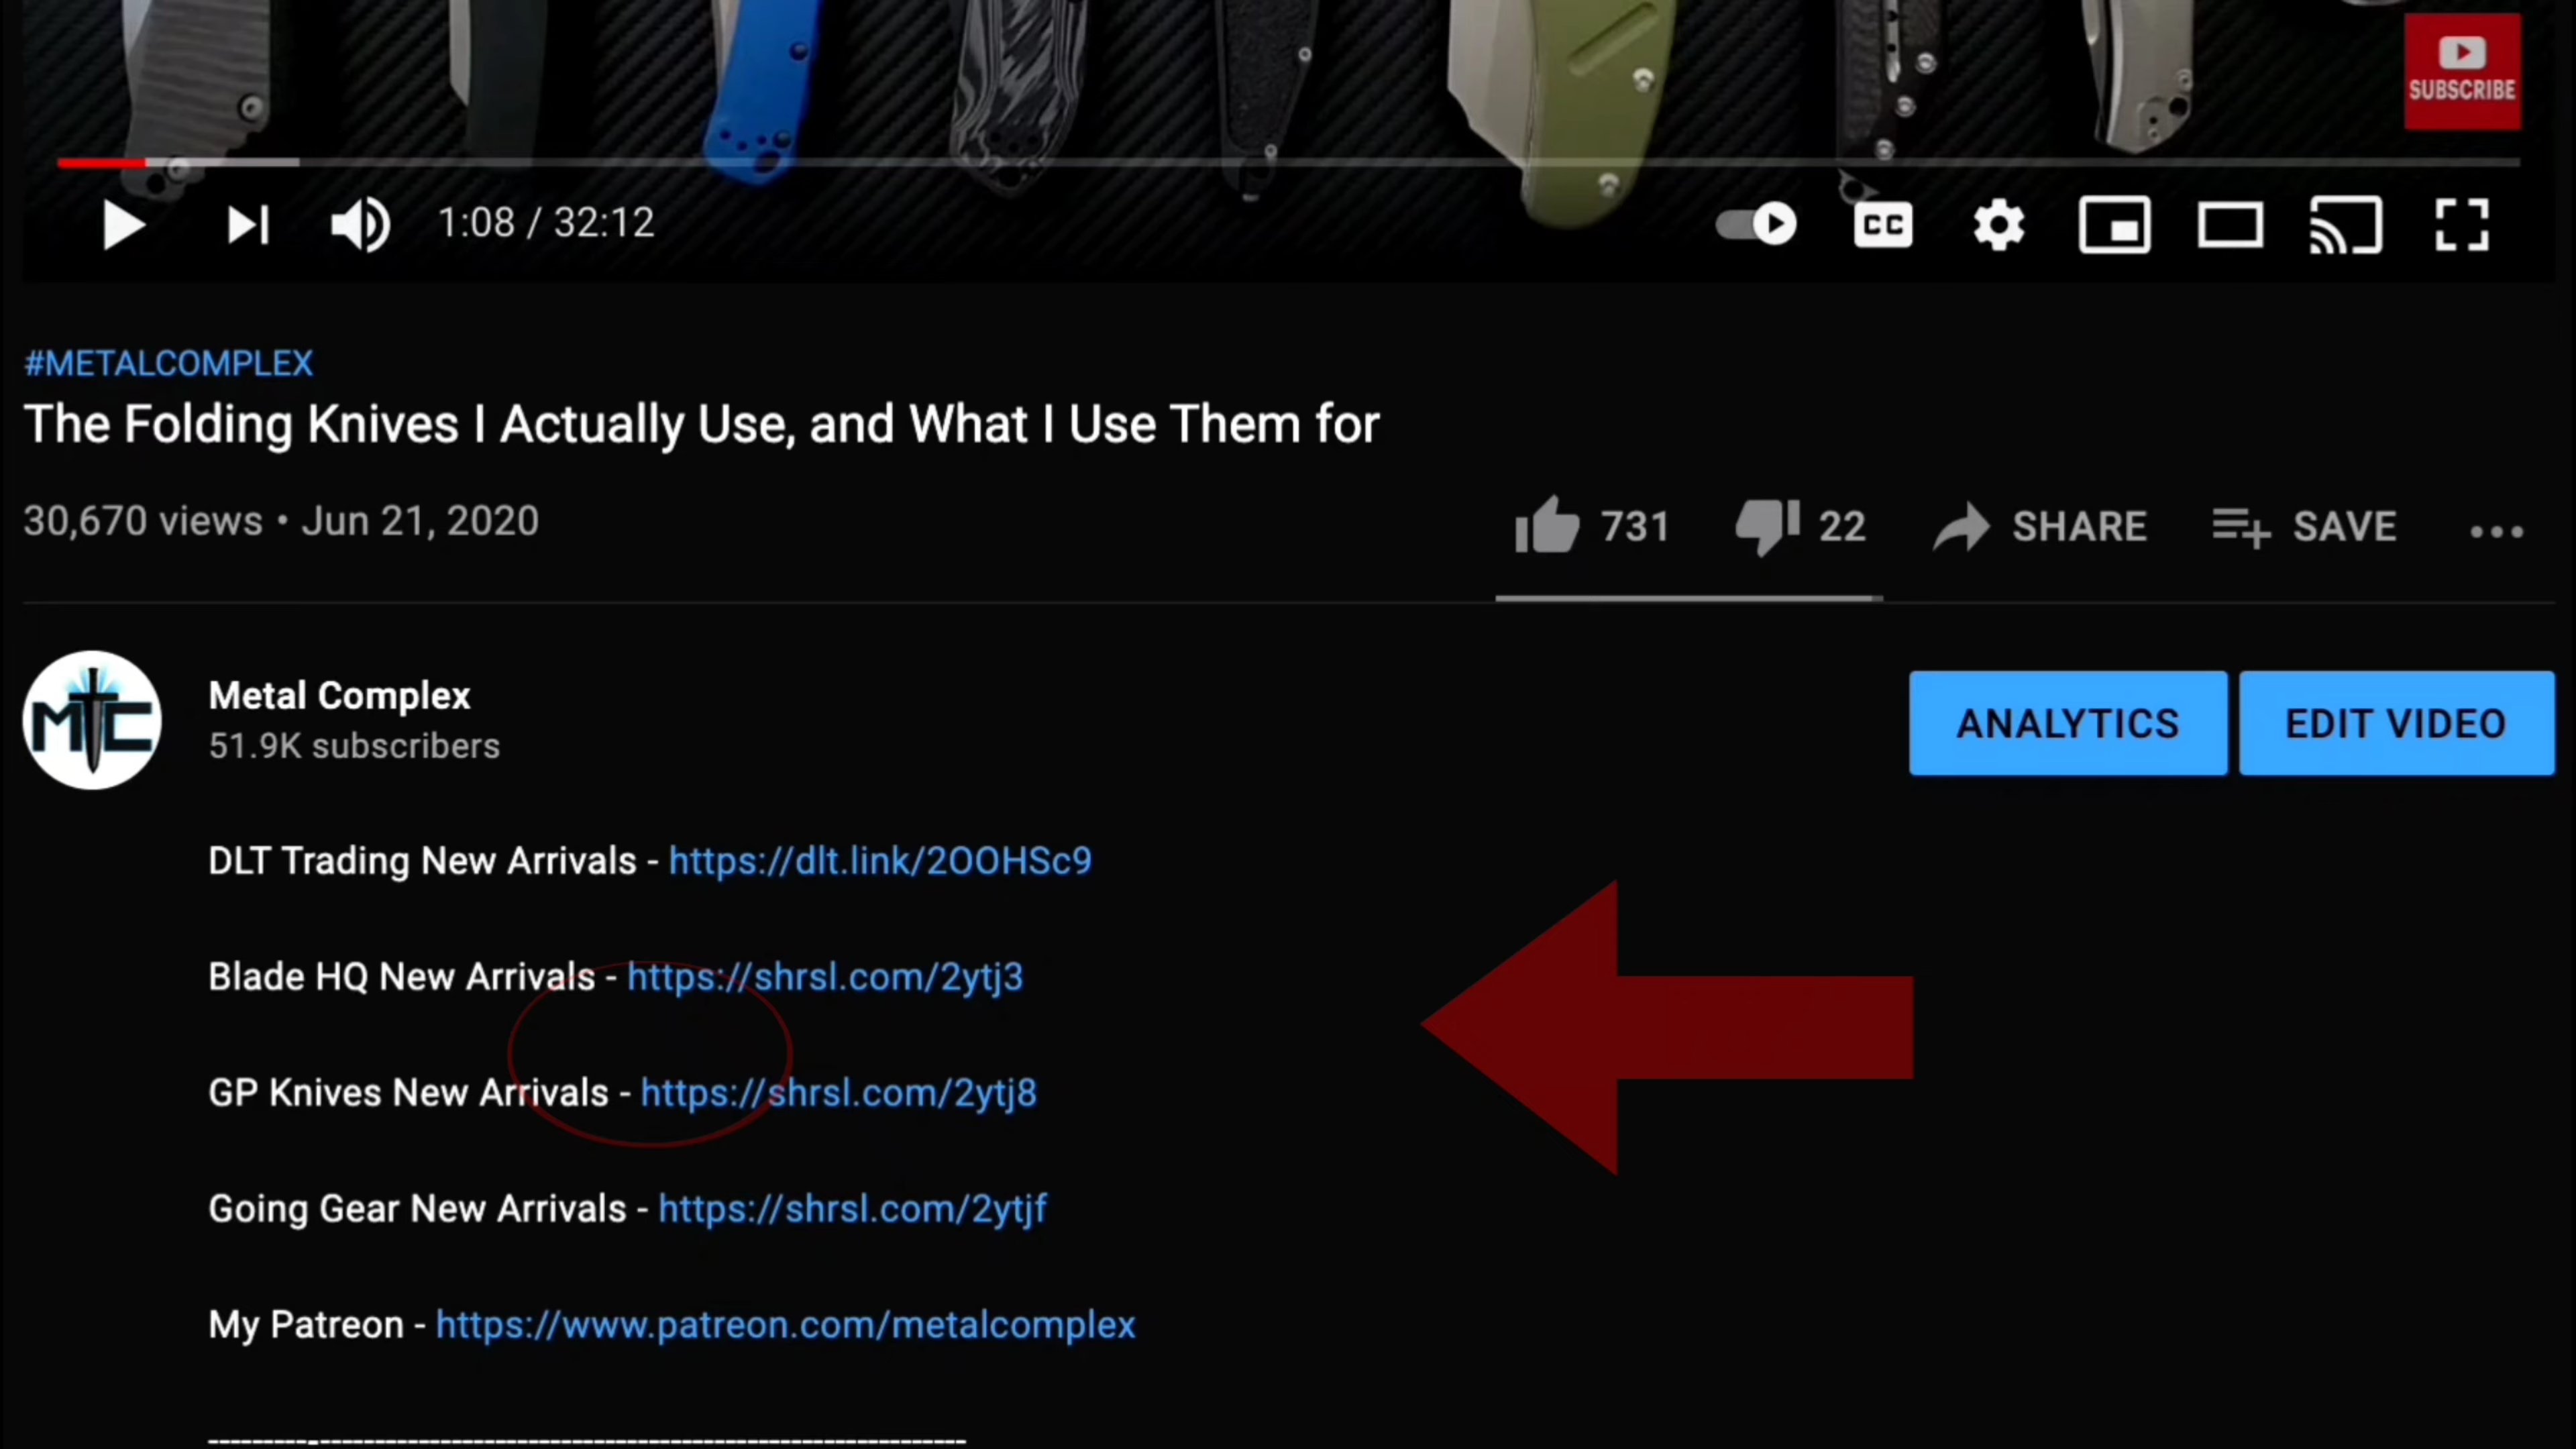 SUBSCRIBE
1:08 / 32:12
CC
#METALCOMPLEX
The Folding Knives I Actually Use, and What I Use Them for
30,670 views • Jun 21, 2020
731 22 SHARE SAVE
MTC
Metal Complex
51.9K subscribers
ANALYTICS EDIT VIDEO
DLT Trading New Arrivals - https://dlt.link/2OOHSc9
Blade HQ New Arrivals - https://shrsl.com/2ytj3
GP Knives New Arrivals - https://shrsl.com/2ytj8
Going Gear New Arrivals - https://shrsl.com/2ytjf
My Patreon - https://www.patreon.com/metalcomplex